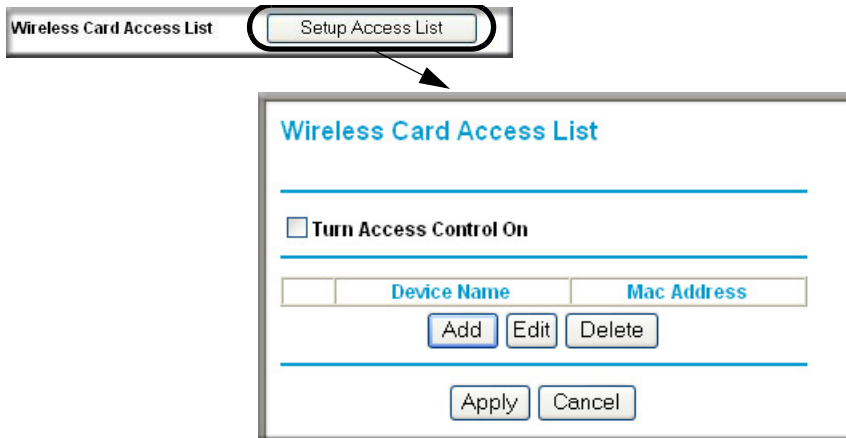 Wireless Card Access List Setup Access List
Wireless Card Access List
Turn Access Control On
Device Name Mac Address
Add Edit Delete
Apply Cancel